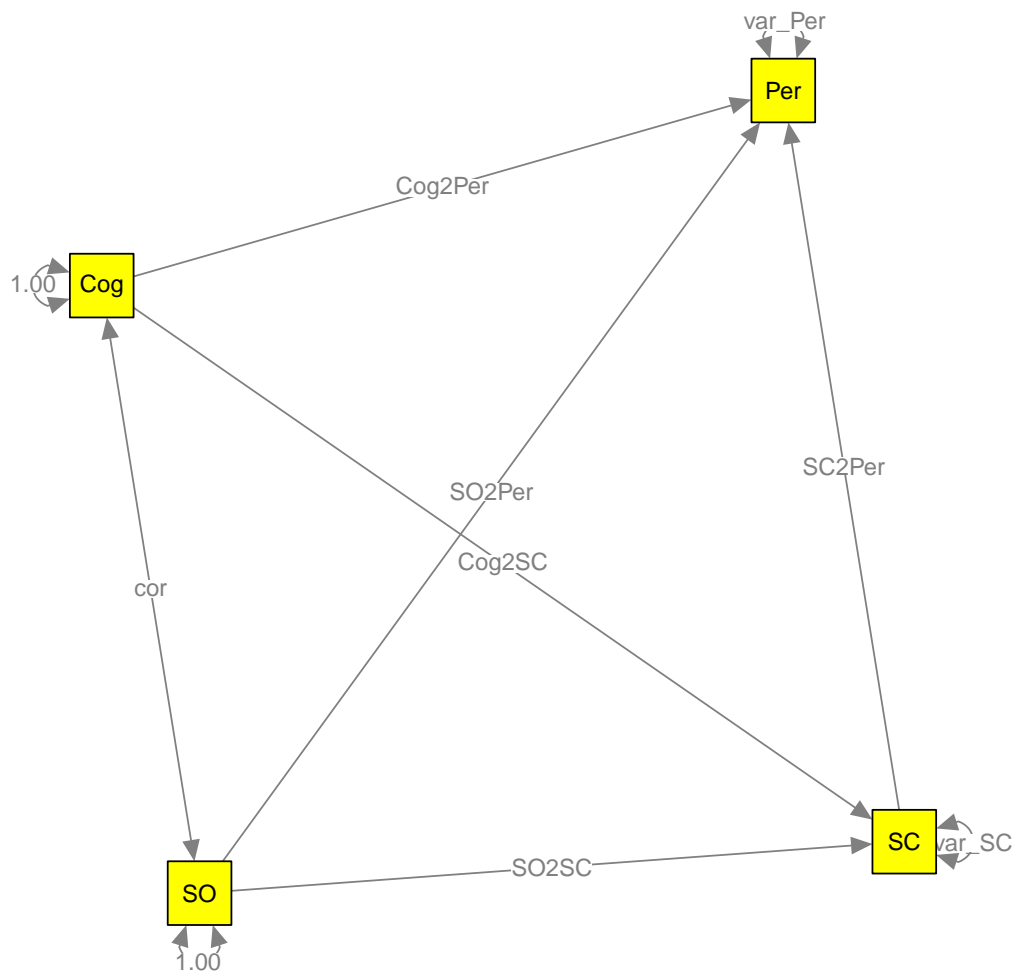 var_Per
Per
Cog2Per
1.00
Cog
SC2Per
SO2Per
Cog2SC
cor
SC
var_SC
SO2SC
SO
1.00